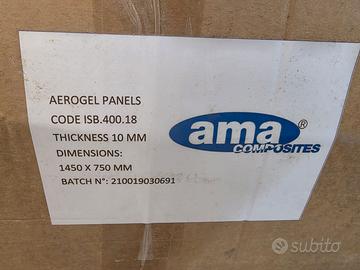 AEROGEL PANELS
CODE ISB.400.18
THICKNESS 10 MM
DIMENSIONS:
1450 X 750 MM
BATCH N°: 210019030691
ama®
COMPOSITES
subito